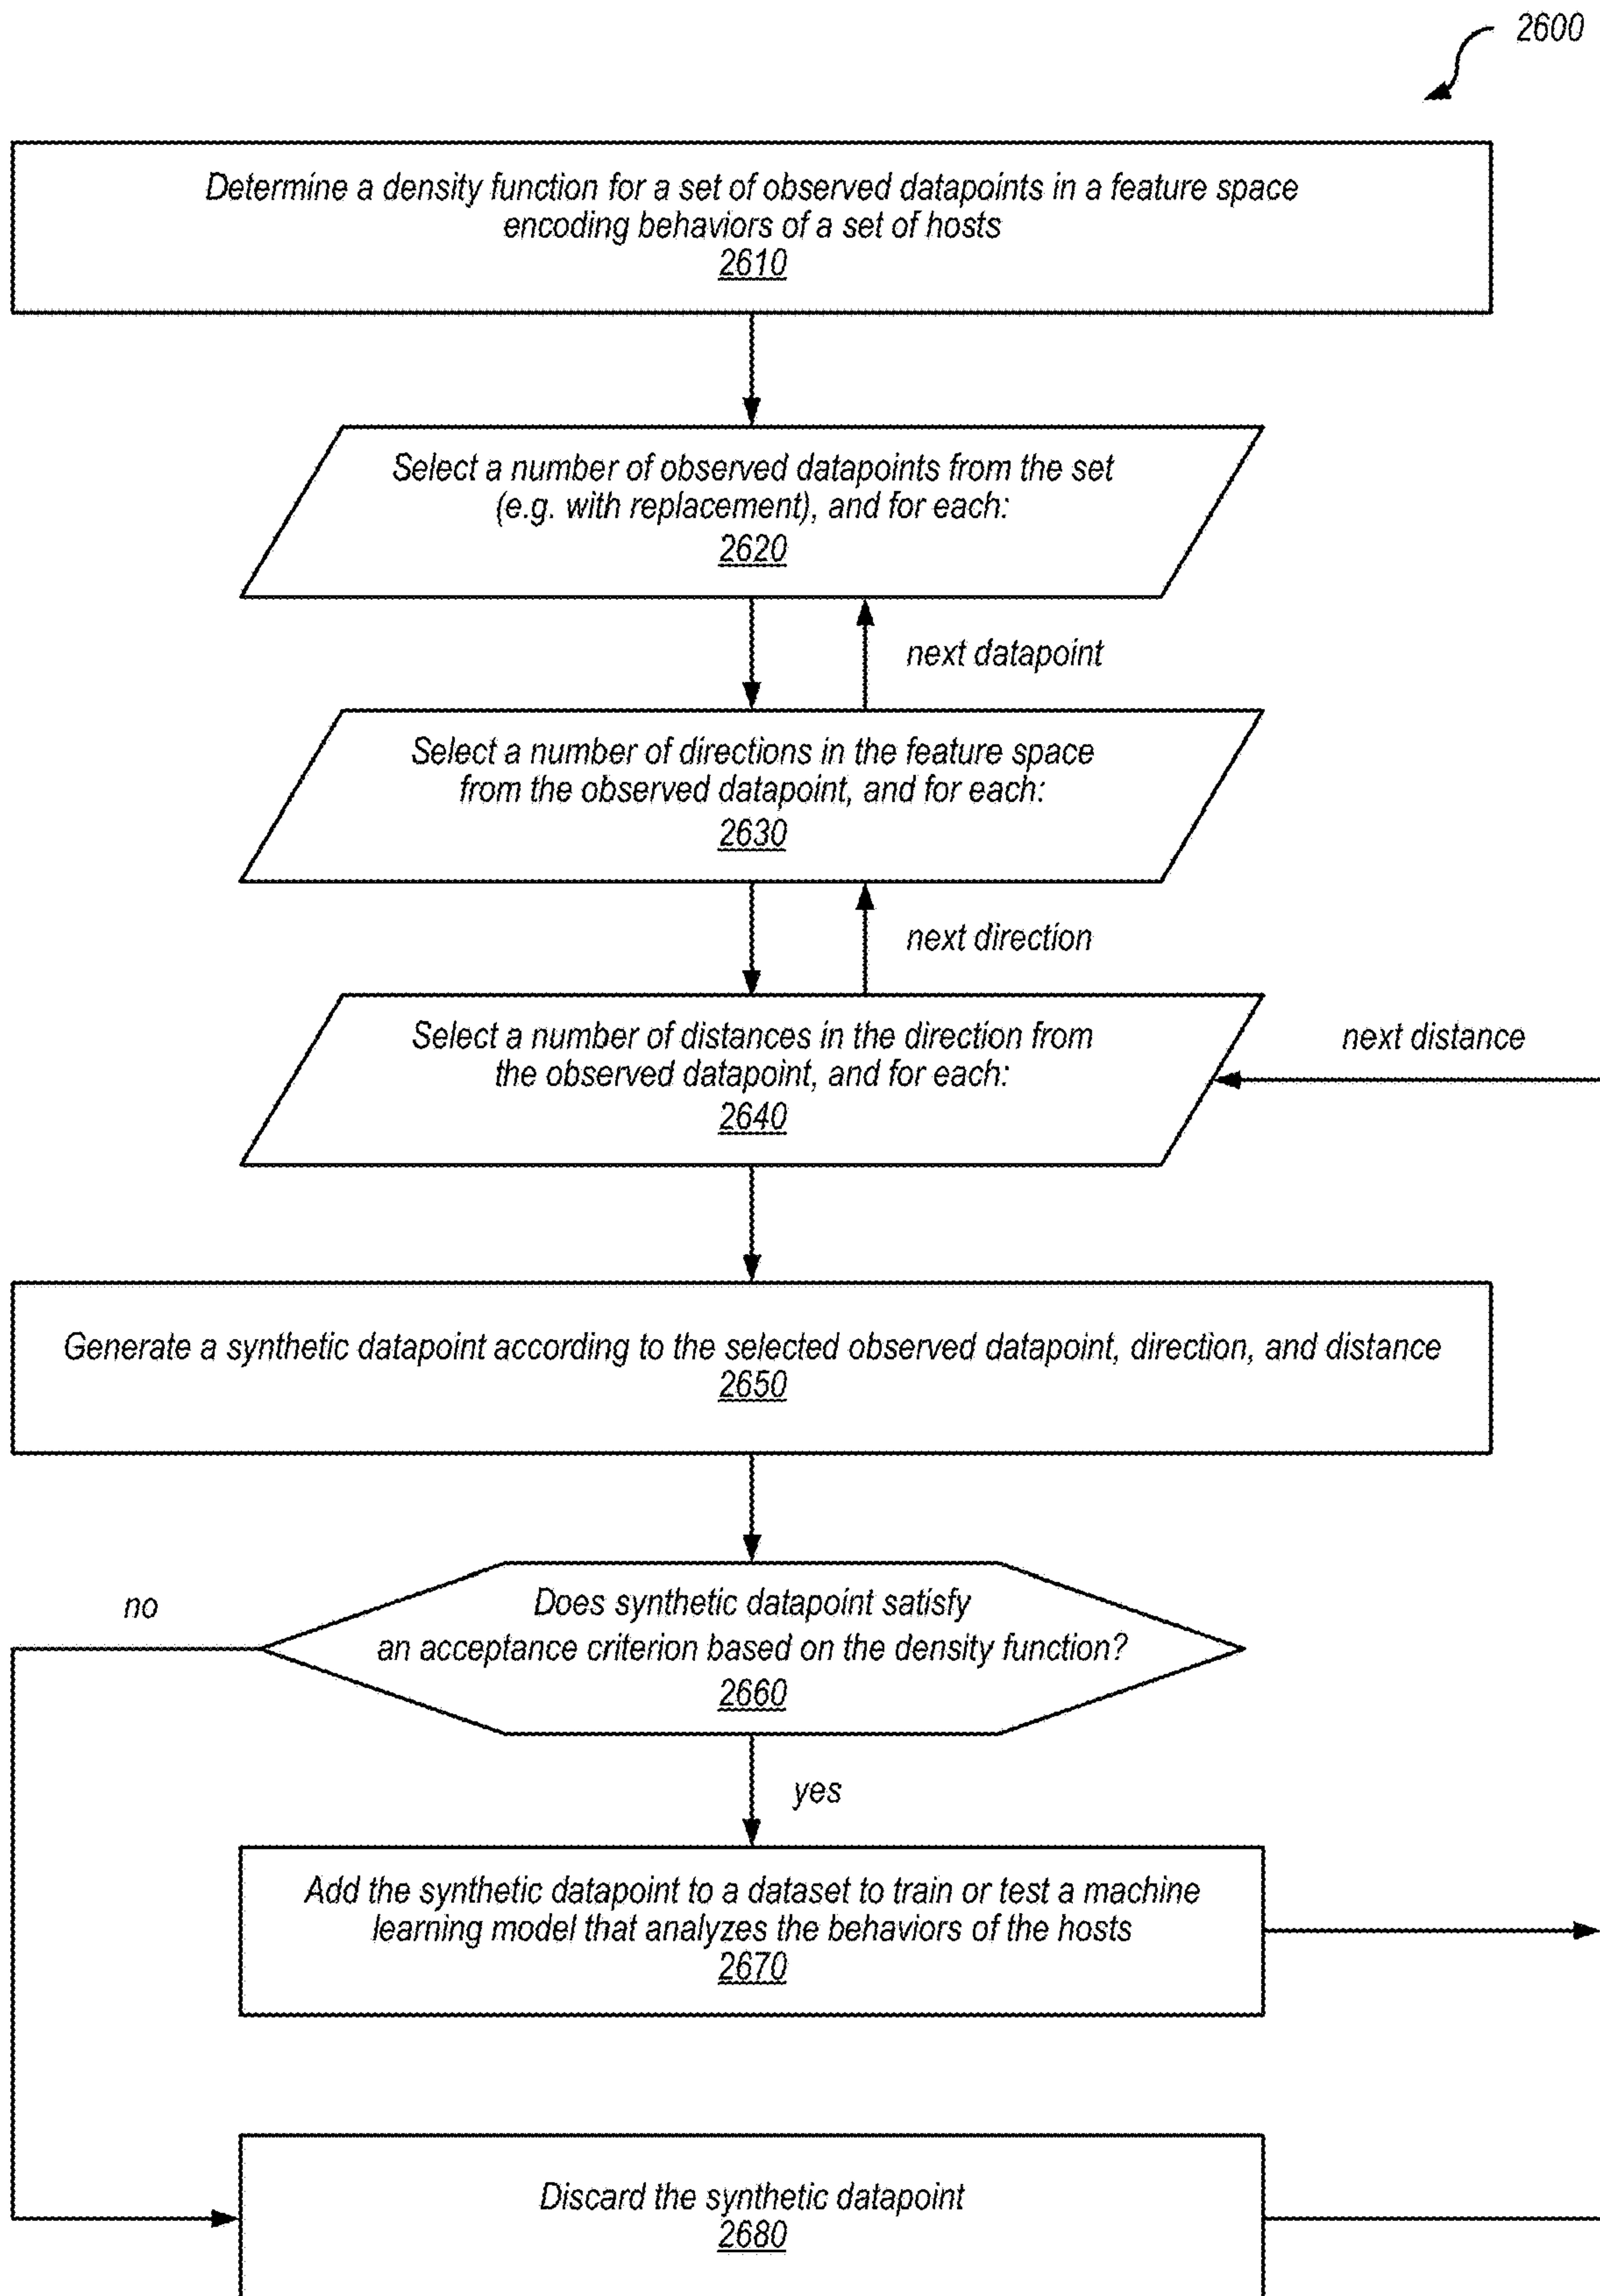 2600
Determine a density function for a set of observed datapoints in a feature space
encoding behaviors of a set of hosts
2610
Select a number of observed datapoints from the set
(e.g. with replacement), and for each:
2620
next datapoint
Select a number of directions in the feature space
from the observed datapoint, and for each:
2630
next direction
Select a number of distances in the direction from
the observed datapoint, and for each:
2640
next distance
Generate a synthetic datapoint according to the selected observed datapoint, direction, and distance
2650
no
Does synthetic datapoint satisfy
an acceptance criterion based on the density function?
2660
yes
Add the synthetic datapoint to a dataset to train or test a machine
learning model that analyzes the behaviors of the hosts
2670
Discard the synthetic datapoint
2680